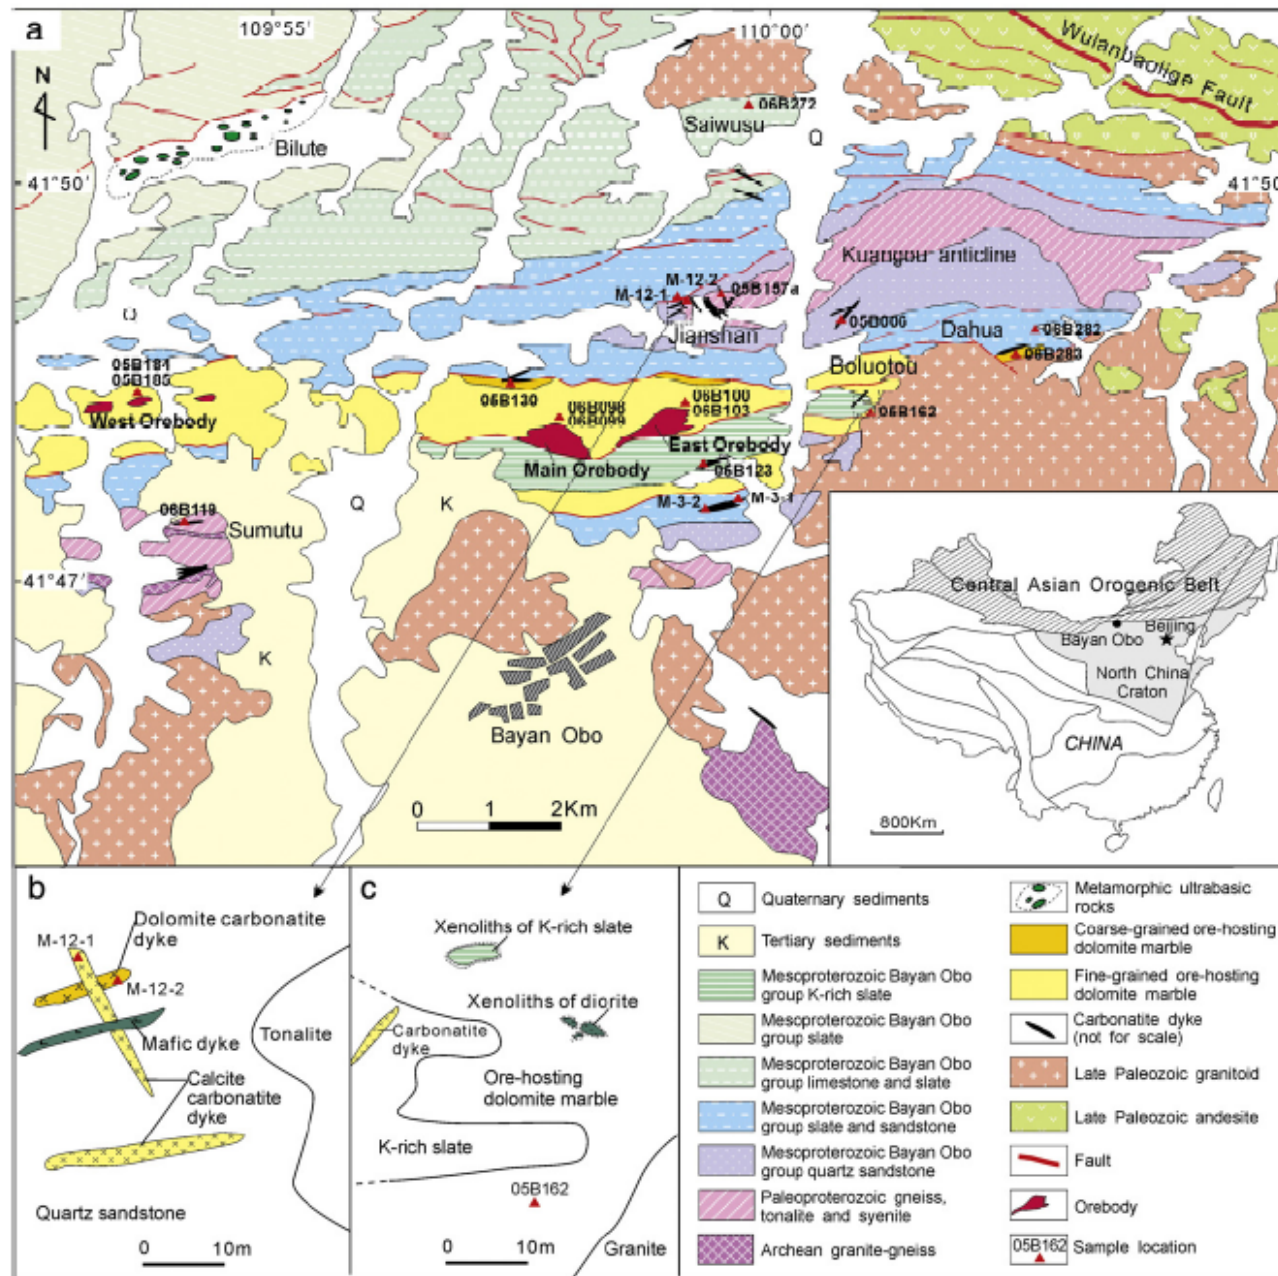 a
109°55′
110°00′
N
Wulanbaolige Fault
06B272
Saiwusu
Bilute
Q
41°50′
41°50′
Kuangou anticline
M-12-2
M-12-1
05B157a
Jianshan
05B006
Dahua
06B282
06B283
Boluotou
05B184
05B185
West Orebody
05B130
06B098
06B099
06B100
06B103
05B162
East Orebody
Main Orebody
06B123
M-3-1
M-3-2
Q
K
06B119
Sumutu
41°47′
K
Bayan Obo
0 1 2Km
Central Asian Orogenic Belt
Beijing
Bayan Obo
North China
Craton
CHINA
800Km
b
Dolomite carbonatite
dyke
M-12-1
M-12-2
Tonalite
Mafic dyke
Calcite
carbonatite
dyke
Quartz sandstone
0 10m
c
Xenoliths of K-rich slate
Xenoliths of diorite
Carbonatite
dyke
Ore-hosting
dolomite marble
K-rich slate
05B162
0 10m
Granite
Q Quaternary sediments
K Tertiary sediments
Mesoproterozoic Bayan Obo
group K-rich slate
Mesoproterozoic Bayan Obo
group slate
Mesoproterozoic Bayan Obo
group limestone and slate
Mesoproterozoic Bayan Obo
group slate and sandstone
Mesoproterozoic Bayan Obo
group quartz sandstone
Paleoproterozoic gneiss,
tonalite and syenite
Archean granite-gneiss
Metamorphic ultrabasic
rocks
Coarse-grained ore-hosting
dolomite marble
Fine-grained ore-hosting
dolomite marble
Carbonatite dyke
(not for scale)
Late Paleozoic granitoid
Late Paleozoic andesite
Fault
Orebody
05B162 Sample location